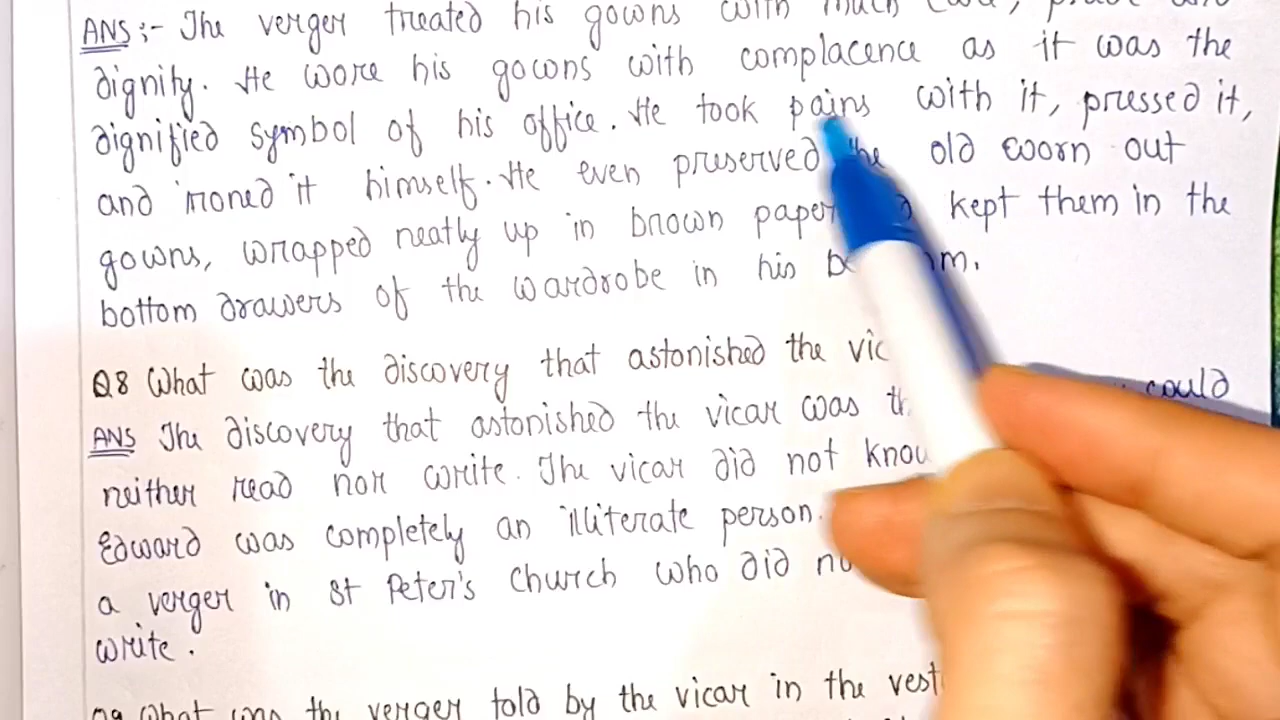 ANS :- The verger treated his gowns with much care,
dignity. He wore his gowns with complacence as it was the
dignified symbol of his office. He took pains with it, pressed it,
and ironed it himself. He even preserved the old worn out
gowns, wrapped neatly up in brown paper kept them in the
bottom drawers of the wardrobe in his
Q8 What was the discovery that astonished the
ANS The discovery that astonished the vicar was could
neither read nor write. The vicar did not
Edward was completely an illiterate person.
a verger in St Peter's Church who did
write.
Q9 What was the verger told by the vicar in the